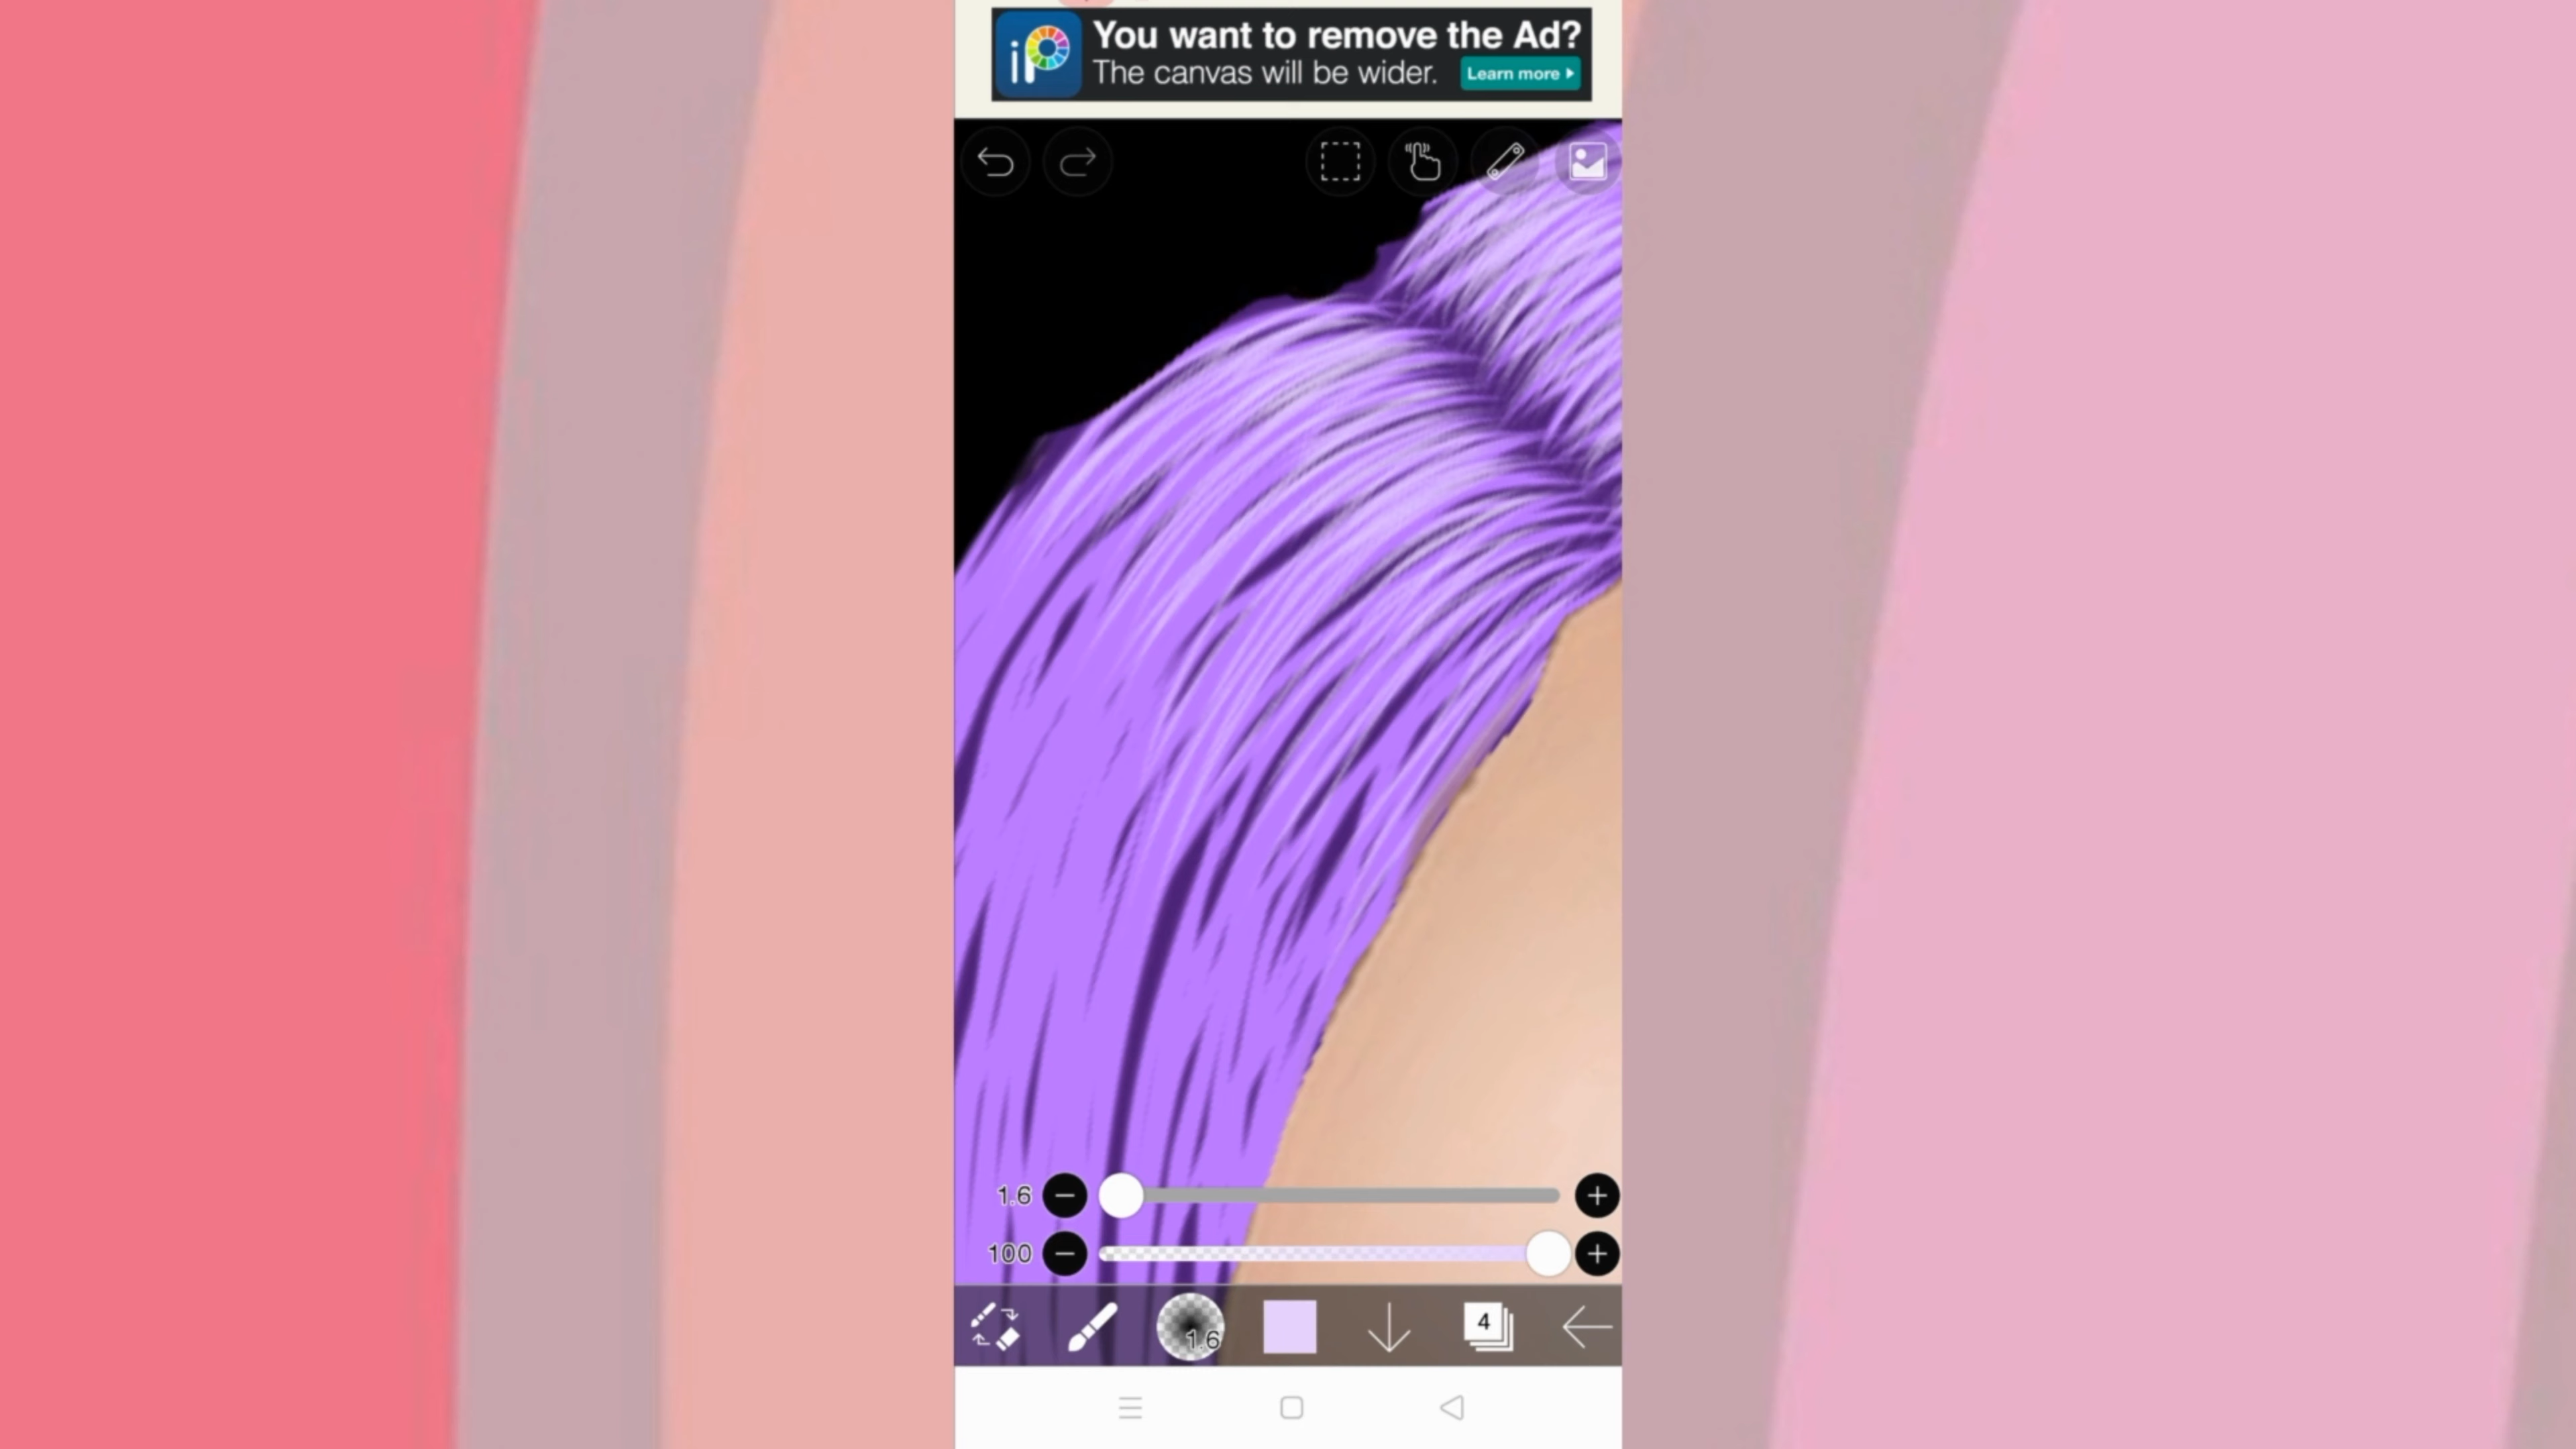 iP
You want to remove the Ad?
The canvas will be wider.
Learn more
1.6
100
1.6
4